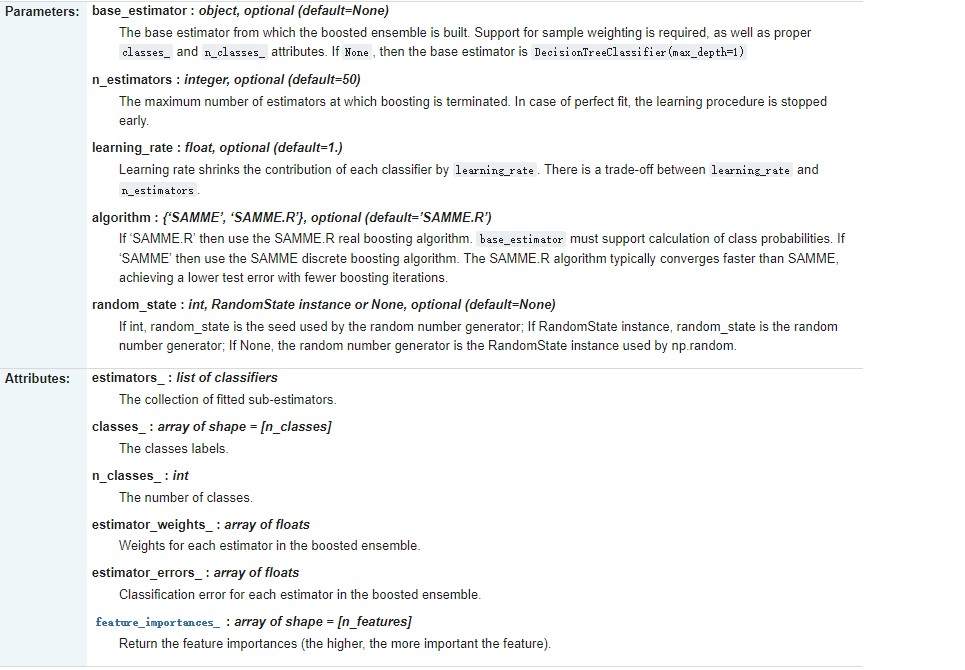 Parameters: base_estimator : object, optional (default=None)
The base estimator from which the boosted ensemble is built. Support for sample weighting is required, as well as proper
classes_ and n_classes_ attributes. If None, then the base estimator is DecisionTreeClassifier(max_depth=1)
n_estimators : integer, optional (default=50)
The maximum number of estimators at which boosting is terminated. In case of perfect fit, the learning procedure is stopped
early.
learning_rate : float, optional (default=1.)
Learning rate shrinks the contribution of each classifier by learning_rate. There is a trade-off between learning_rate and
n_estimators.
algorithm : {‘SAMME’, ‘SAMME.R’}, optional (default=’SAMME.R’)
If ‘SAMME.R’ then use the SAMME.R real boosting algorithm. base_estimator must support calculation of class probabilities. If
‘SAMME’ then use the SAMME discrete boosting algorithm. The SAMME.R algorithm typically converges faster than SAMME,
achieving a lower test error with fewer boosting iterations.
random_state : int, RandomState instance or None, optional (default=None)
If int, random_state is the seed used by the random number generator; If RandomState instance, random_state is the random
number generator; If None, the random number generator is the RandomState instance used by np.random.
Attributes: estimators_ : list of classifiers
The collection of fitted sub-estimators.
classes_ : array of shape = [n_classes]
The classes labels.
n_classes_ : int
The number of classes.
estimator_weights_ : array of floats
Weights for each estimator in the boosted ensemble.
estimator_errors_ : array of floats
Classification error for each estimator in the boosted ensemble.
feature_importances_ : array of shape = [n_features]
Return the feature importances (the higher, the more important the feature).